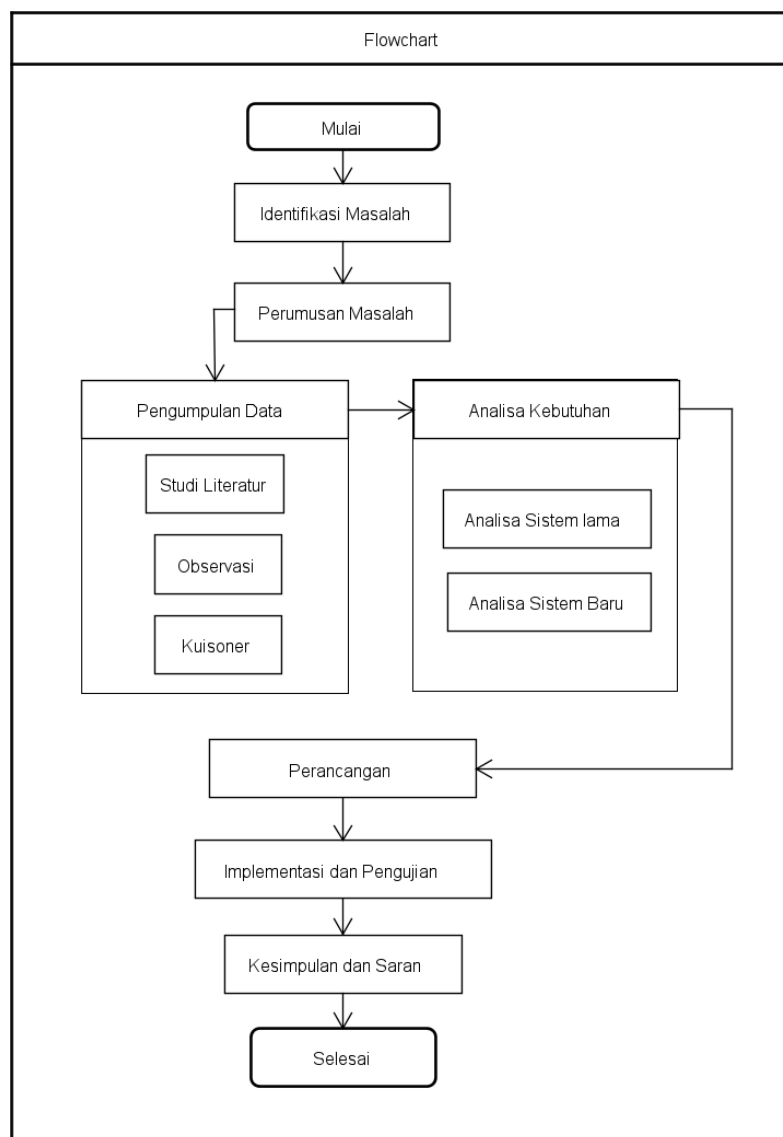 Flowchart
Mulai
Identifikasi Masalah
Perumusan Masalah
Pengumpulan Data
Studi Literatur
Observasi
Kuisoner
Analisa Kebutuhan
Analisa Sistem lama
Analisa Sistem Baru
Perancangan
Implementasi dan Pengujian
Kesimpulan dan Saran
Selesai